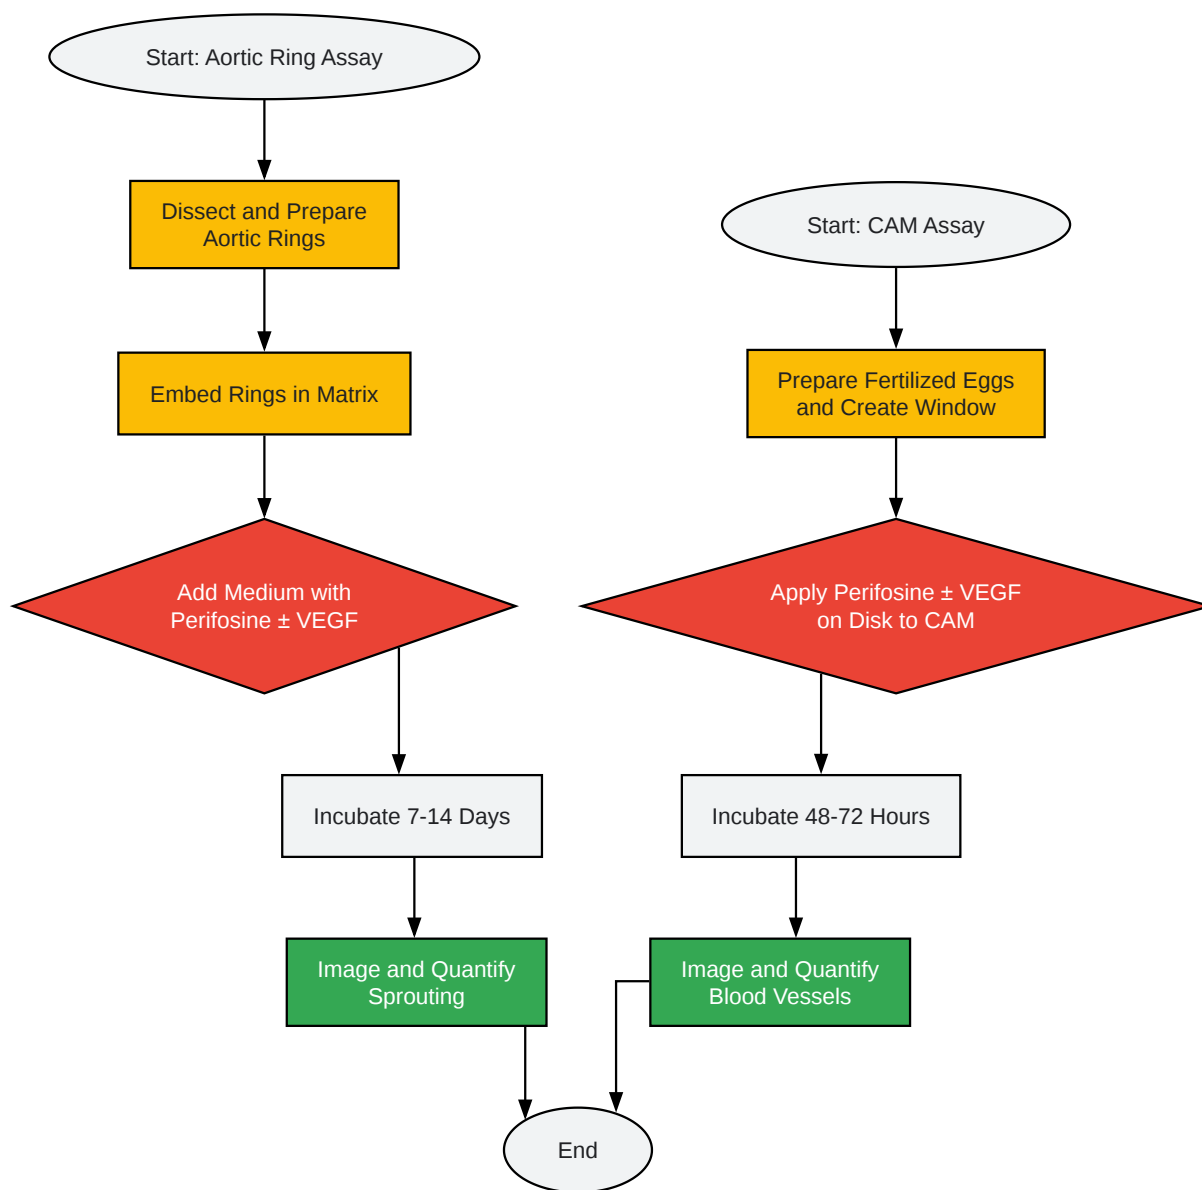 Start: Aortic Ring Assay
Dissect and Prepare
Aortic Rings
Embed Rings in Matrix
Add Medium with
Perifosine ± VEGF
Incubate 7-14 Days
Image and Quantify
Sprouting
Start: CAM Assay
Prepare Fertilized Eggs
and Create Window
Apply Perifosine ± VEGF
on Disk to CAM
Incubate 48-72 Hours
Image and Quantify
Blood Vessels
End